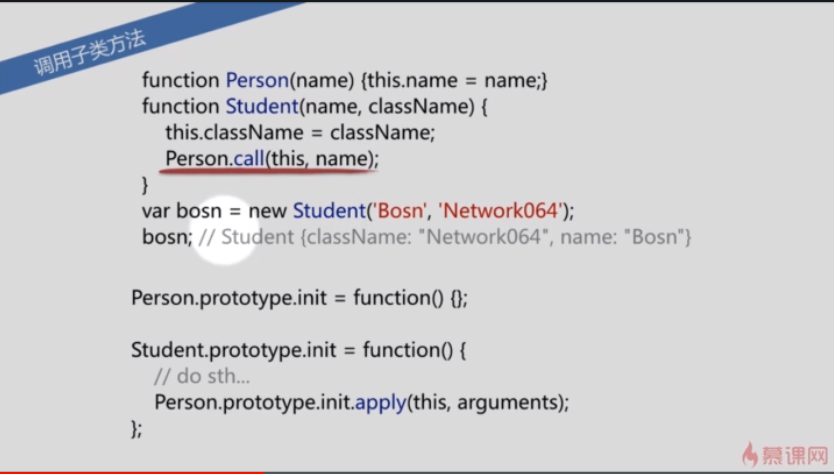 调用子类方法
function Person(name) {this.name = name;}
function Student(name, className) {
this.className = className;
Person.call(this, name);
}
var bosn = new Student('Bosn', 'Network064');
bosn; // Student {className: "Network064", name: "Bosn"}
Person.prototype.init = function() {};
Student.prototype.init = function() {
// do sth...
Person.prototype.init.apply(this, arguments);
};
慕课网